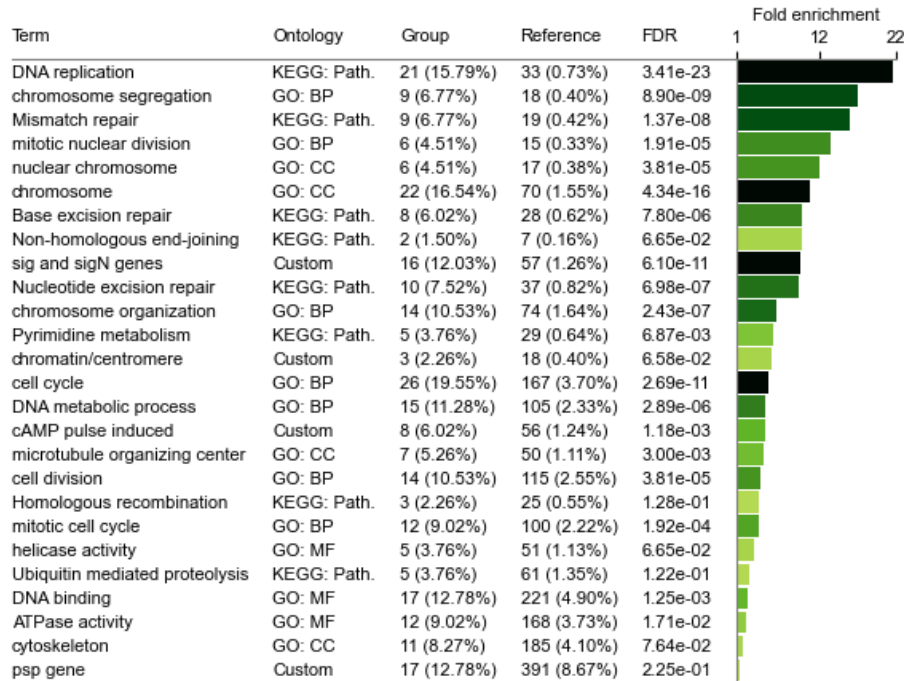 Fold enrichment
Term Ontology Group Reference FDR 1 12 22
DNA replication KEGG: Path. 21 (15.79%) 33 (0.73%) 3.41e-23
chromosome segregation GO: BP 9 (6.77%) 18 (0.40%) 8.90e-09
Mismatch repair KEGG: Path. 9 (6.77%) 19 (0.42%) 1.37e-08
mitotic nuclear division GO: BP 6 (4.51%) 15 (0.33%) 1.91e-05
nuclear chromosome GO: CC 6 (4.51%) 17 (0.38%) 3.81e-05
chromosome GO: CC 22 (16.54%) 70 (1.55%) 4.34e-16
Base excision repair KEGG: Path. 8 (6.02%) 28 (0.62%) 7.80e-06
Non-homologous end-joining KEGG: Path. 2 (1.50%) 7 (0.16%) 6.65e-02
sig and sigN genes Custom 16 (12.03%) 57 (1.26%) 6.10e-11
Nucleotide excision repair KEGG: Path. 10 (7.52%) 37 (0.82%) 6.98e-07
chromosome organization GO: BP 14 (10.53%) 74 (1.64%) 2.43e-07
Pyrimidine metabolism KEGG: Path. 5 (3.76%) 29 (0.64%) 6.87e-03
chromatin/centromere Custom 3 (2.26%) 18 (0.40%) 6.58e-02
cell cycle GO: BP 26 (19.55%) 167 (3.70%) 2.69e-11
DNA metabolic process GO: BP 15 (11.28%) 105 (2.33%) 2.89e-06
cAMP pulse induced Custom 8 (6.02%) 56 (1.24%) 1.18e-03
microtubule organizing center GO: CC 7 (5.26%) 50 (1.11%) 3.00e-03
cell division GO: BP 14 (10.53%) 115 (2.55%) 3.81e-05
Homologous recombination KEGG: Path. 3 (2.26%) 25 (0.55%) 1.28e-01
mitotic cell cycle GO: BP 12 (9.02%) 100 (2.22%) 1.92e-04
helicase activity GO: MF 5 (3.76%) 51 (1.13%) 6.65e-02
Ubiquitin mediated proteolysis KEGG: Path. 5 (3.76%) 61 (1.35%) 1.22e-01
DNA binding GO: MF 17 (12.78%) 221 (4.90%) 1.25e-03
ATPase activity GO: MF 12 (9.02%) 168 (3.73%) 1.71e-02
cytoskeleton GO: CC 11 (8.27%) 185 (4.10%) 7.64e-02
psp gene Custom 17 (12.78%) 391 (8.67%) 2.25e-01